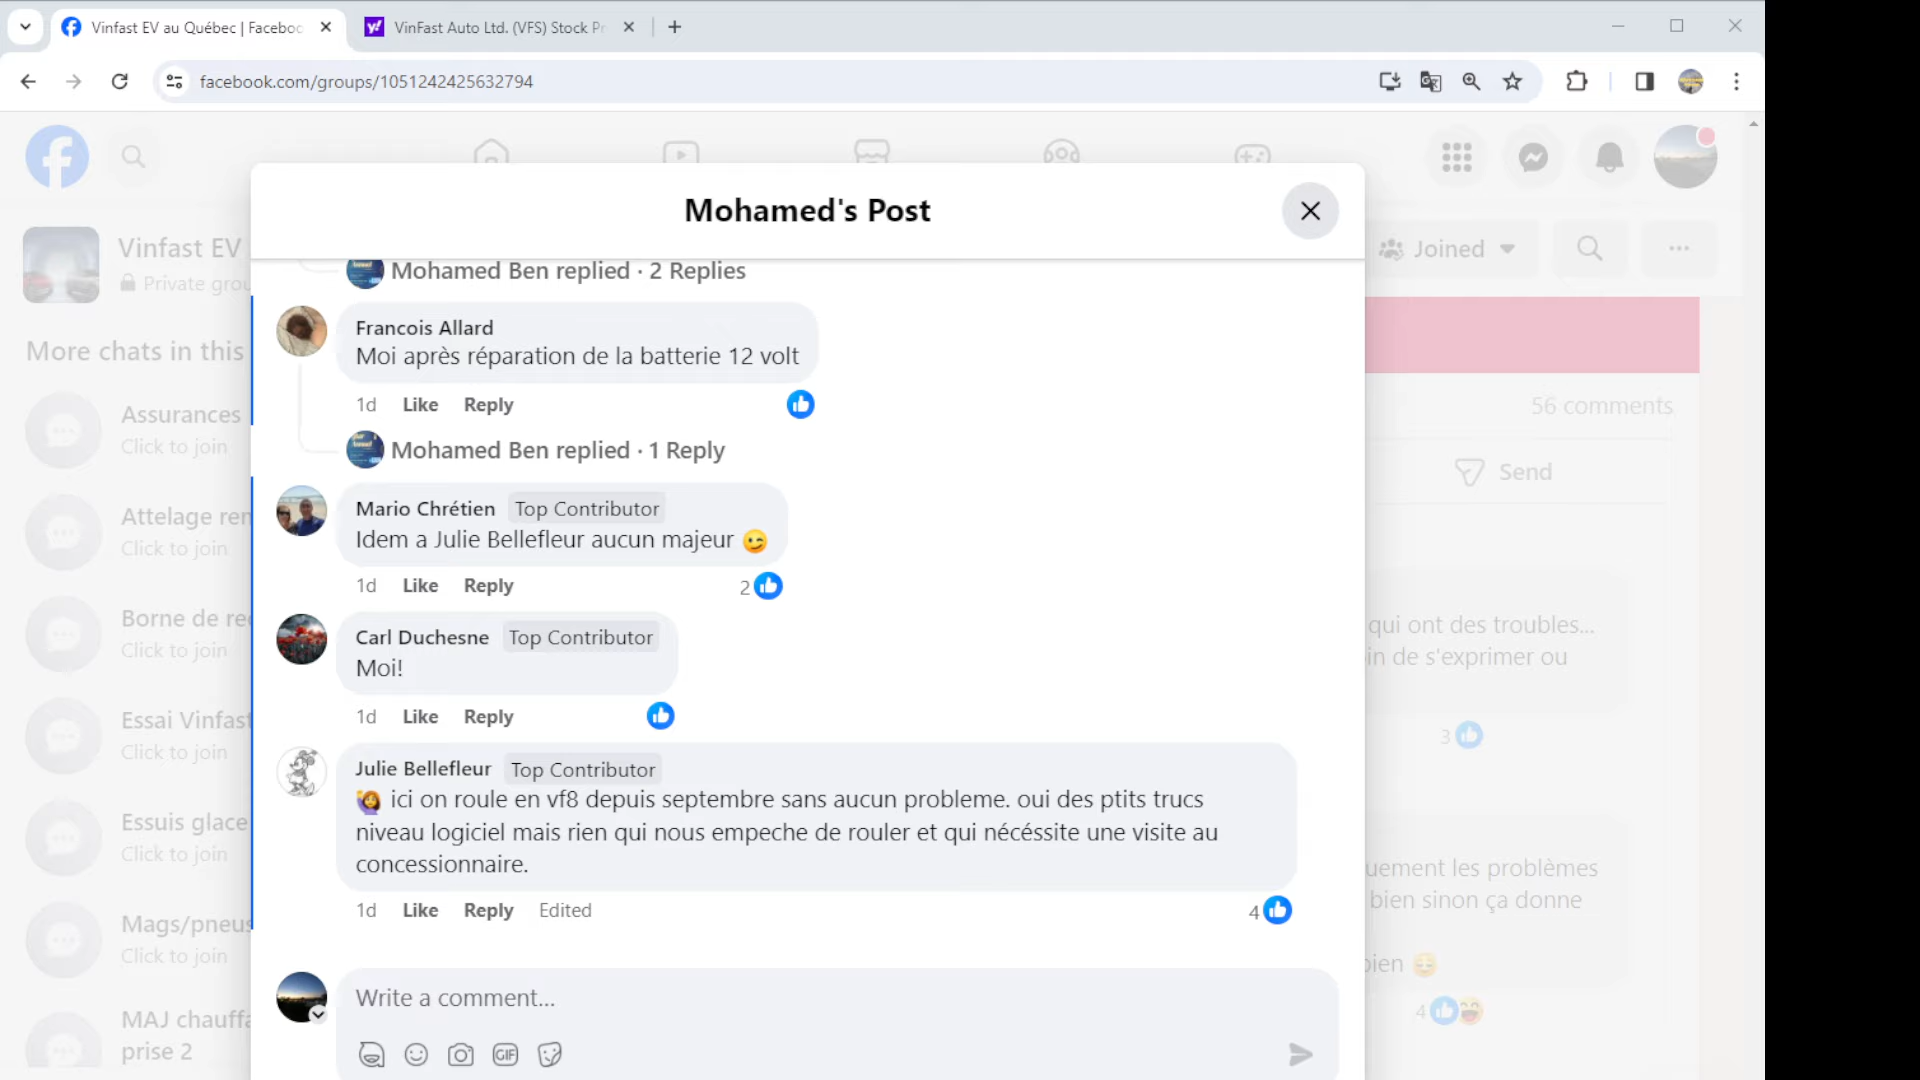 Vinfast EV au Québec | Faceboo
VinFast Auto Ltd. (VFS) Stock Pr
facebook.com/groups/1051242425632794
Mohamed's Post
Vinfast EV
Private grou
Joined
Mohamed Ben replied · 2 Replies
Francois Allard
Moi après réparation de la batterie 12 volt
1d Like Reply
Mohamed Ben replied · 1 Reply
Mario Chrétien Top Contributor
Idem a Julie Bellefleur aucun majeur
1d Like Reply 2
Carl Duchesne Top Contributor
Moi!
1d Like Reply
Julie Bellefleur Top Contributor
ici on roule en vf8 depuis septembre sans aucun probleme. oui des ptits trucs
niveau logiciel mais rien qui nous empeche de rouler et qui nécéssite une visite au
concessionnaire.
1d Like Reply Edited 4
Write a comment...
GIF
More chats in this
Assurances
Click to join
Attelage ren
Click to join
Borne de re
Click to join
Essai Vinfast
Click to join
Essuis glace
Click to join
Mags/pneus
Click to join
MAJ chauffa
prise 2
56 comments
Send
qui ont des troubles...
in de s'exprimer ou
3
uement les problèmes
bien sinon ça donne
bien
4